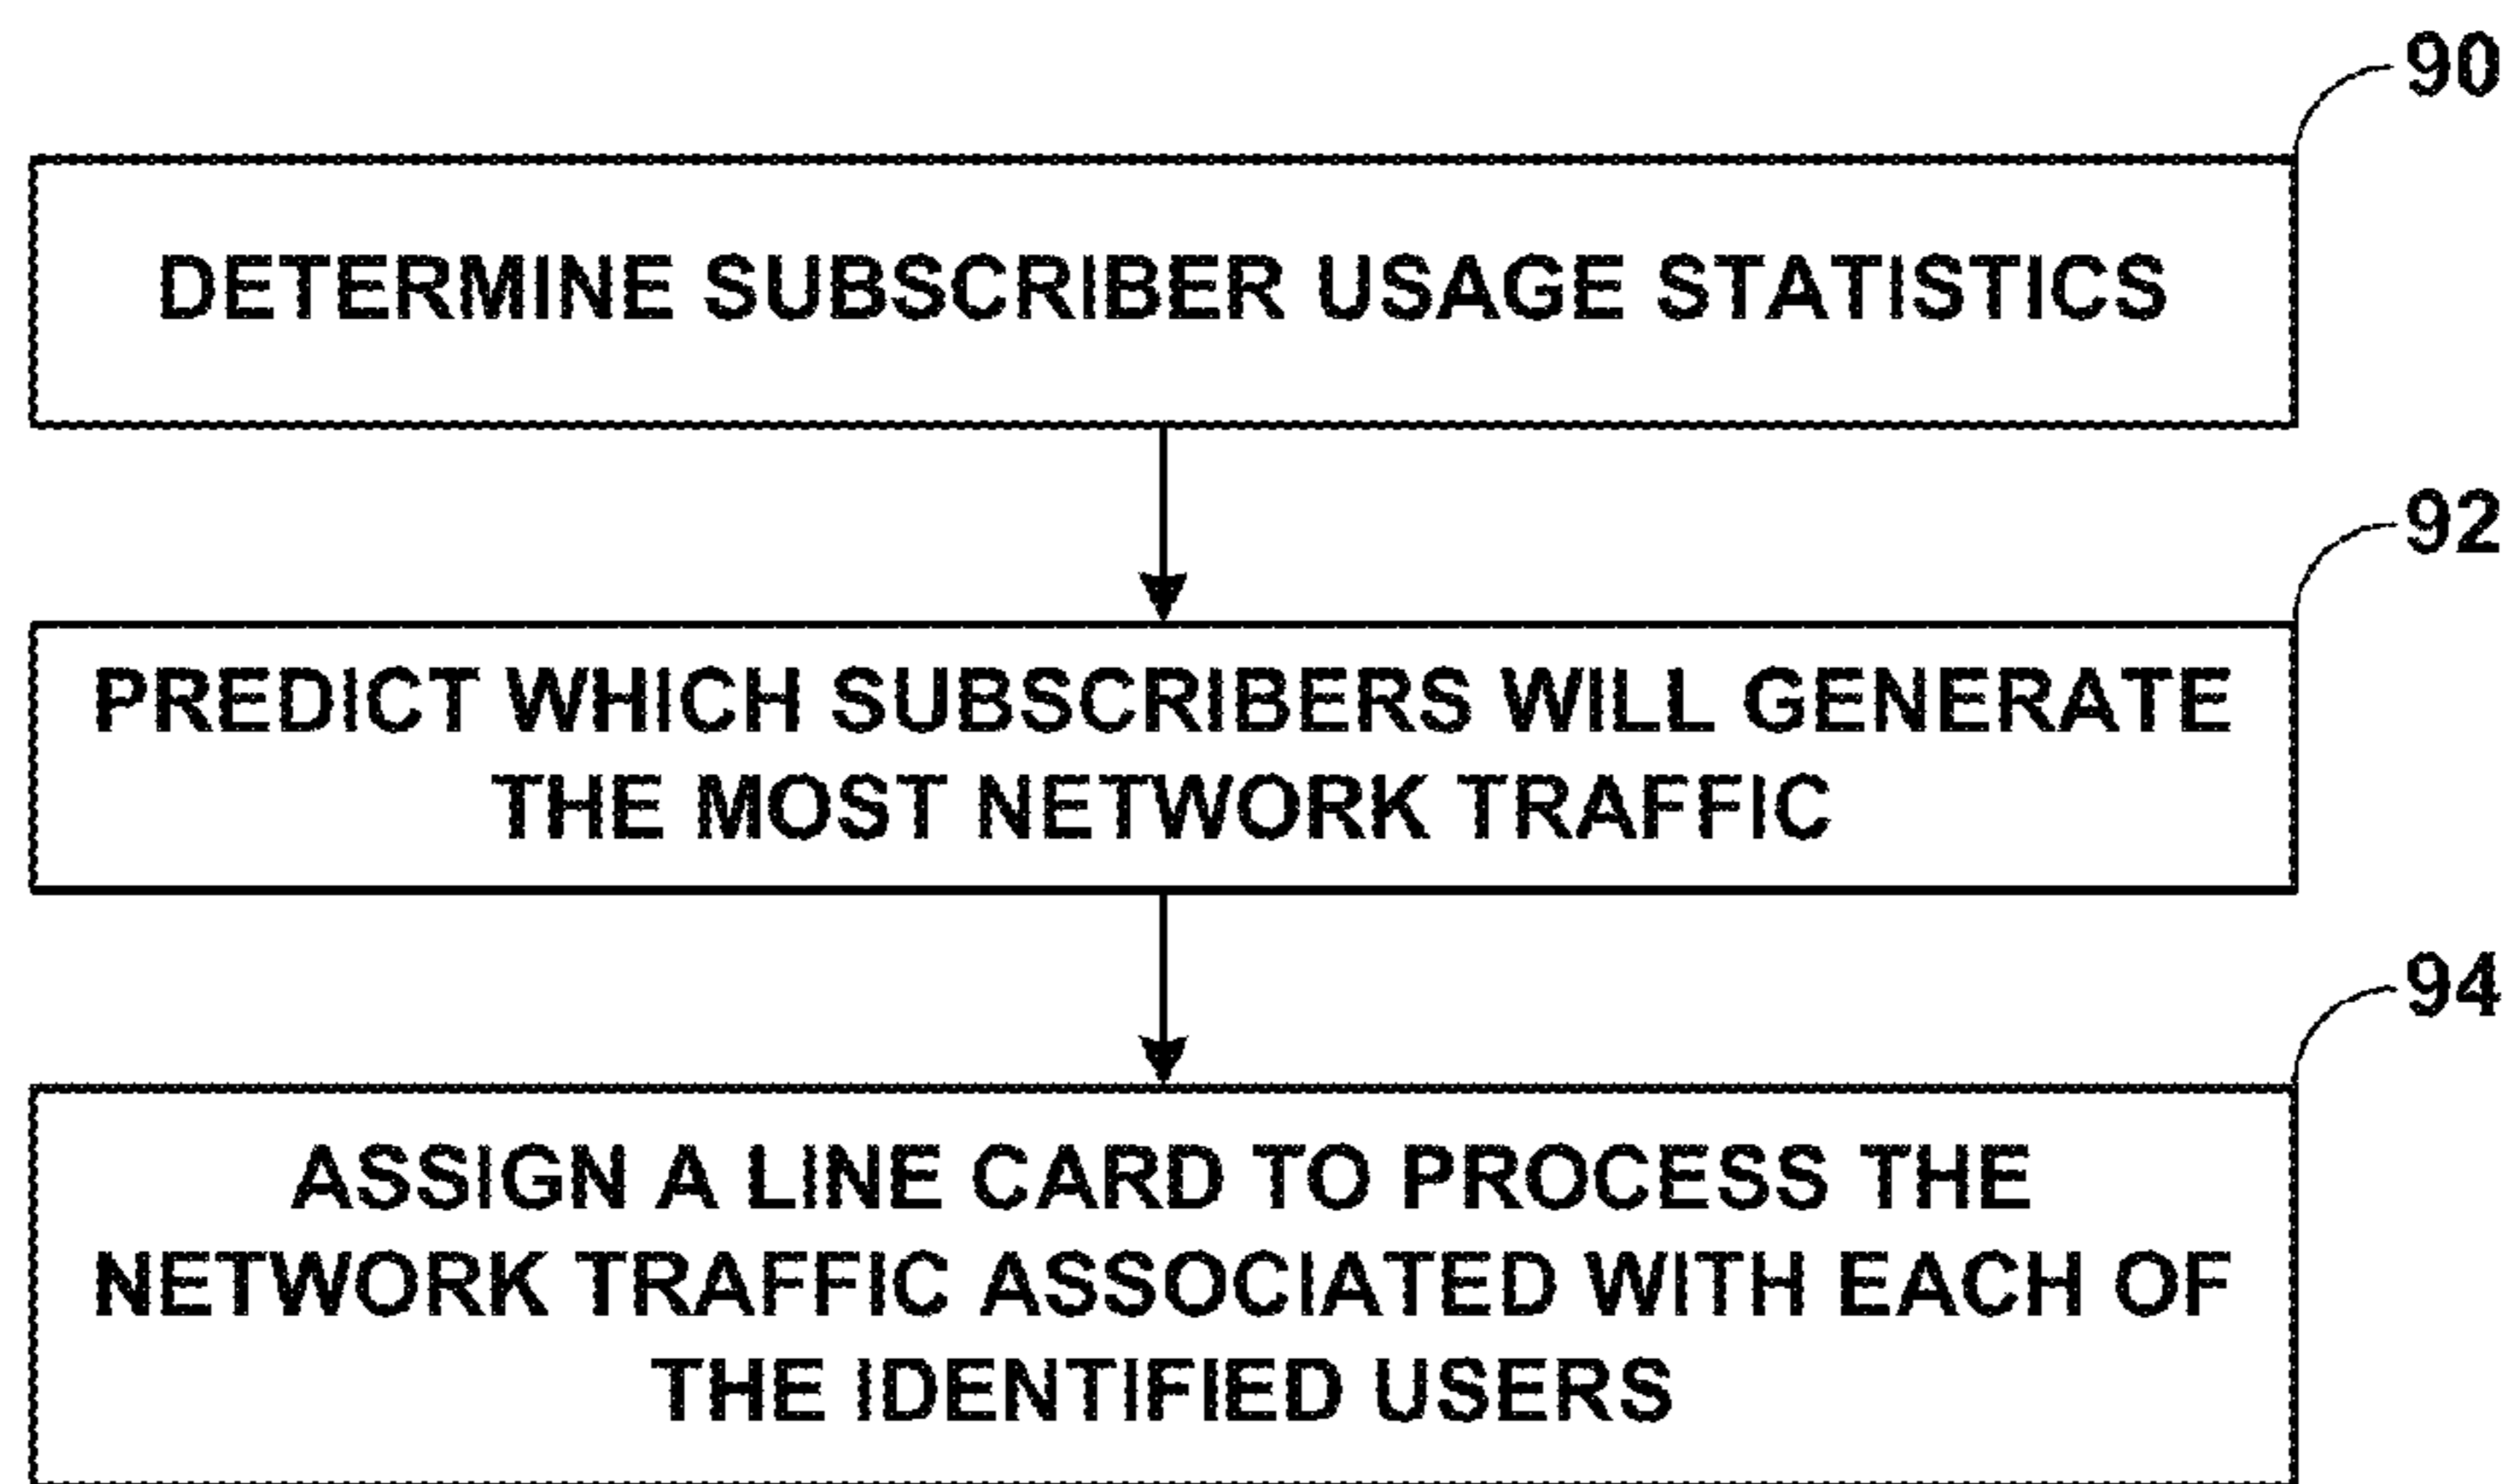 90
DETERMINE SUBSCRIBER USAGE STATISTICS
92
PREDICT WHICH SUBSCRIBERS WILL GENERATE
THE MOST NETWORK TRAFFIC
94
ASSIGN A LINE CARD TO PROCESS THE
NETWORK TRAFFIC ASSOCIATED WITH EACH OF
THE IDENTIFIED USERS